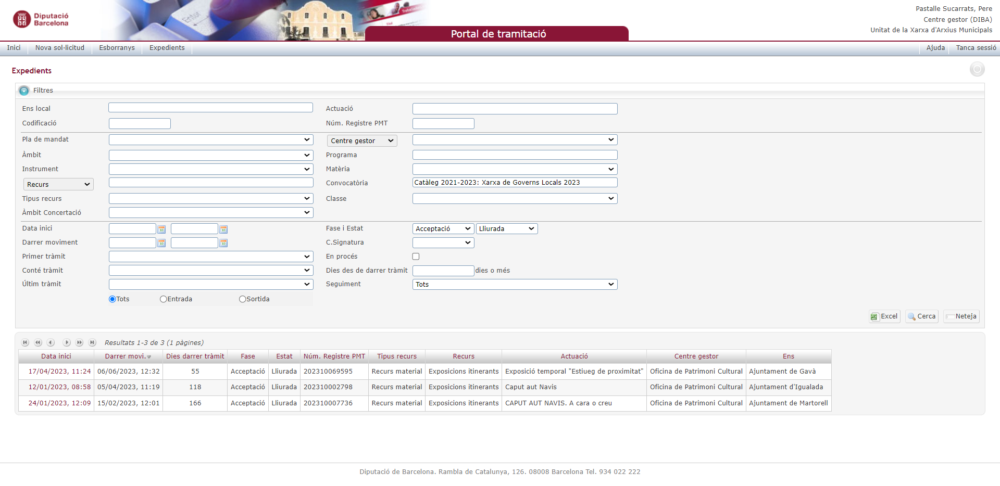 Diputació
Barcelona
Enter
Portal de tramitació
Pastalle Sucarrats, Pere
Centre gestor (DIBA)
Unitat de la Xarxa d'Arxius Municipals
Inici Nova sol·licitud Esborranys Expedients Ajuda Tanca sessió
Expedients
Filtres
Ens local Actuació
Codificació Núm. Registre PMT
Pla de mandat Centre gestor
Àmbit Programa
Instrument Matèria
Recurs Convocatòria Catàleg 2021-2023: Xarxa de Governs Locals 2023
Tipus recurs Classe
Àmbit Concertació
Data inici Fase i Estat Acceptació Lliurada
Darrer moviment C.Signatura
Primer tràmit En procés
Conté tràmit Dies des de darrer tràmit dies o més
Últim tràmit Seguiment Tots
Tots Entrada Sortida
Excel Cerca Neteja
Resultats 1-3 de 3 (1 pàgines)
Data inici Darrer movi. Dies darrer tràmit Fase Estat Núm. Registre PMT Tipus recurs Recurs Actuació Centre gestor Ens
17/04/2023, 11:24 06/06/2023, 12:32 55 Acceptació Lliurada 202310069595 Recurs material Exposicions itinerants Exposició temporal "Estiueg de proximitat" Oficina de Patrimoni Cultural Ajuntament de Gavà
12/01/2023, 08:58 05/04/2023, 11:19 118 Acceptació Lliurada 202310002798 Recurs material Exposicions itinerants Caput aut Navis Oficina de Patrimoni Cultural Ajuntament d'Igualada
24/01/2023, 12:09 15/02/2023, 12:01 166 Acceptació Lliurada 202310007736 Recurs material Exposicions itinerants CAPUT AUT NAVIS. A cara o creu Oficina de Patrimoni Cultural Ajuntament de Martorell
Diputació de Barcelona. Rambla de Catalunya, 126. 08008 Barcelona Tel. 934 022 222